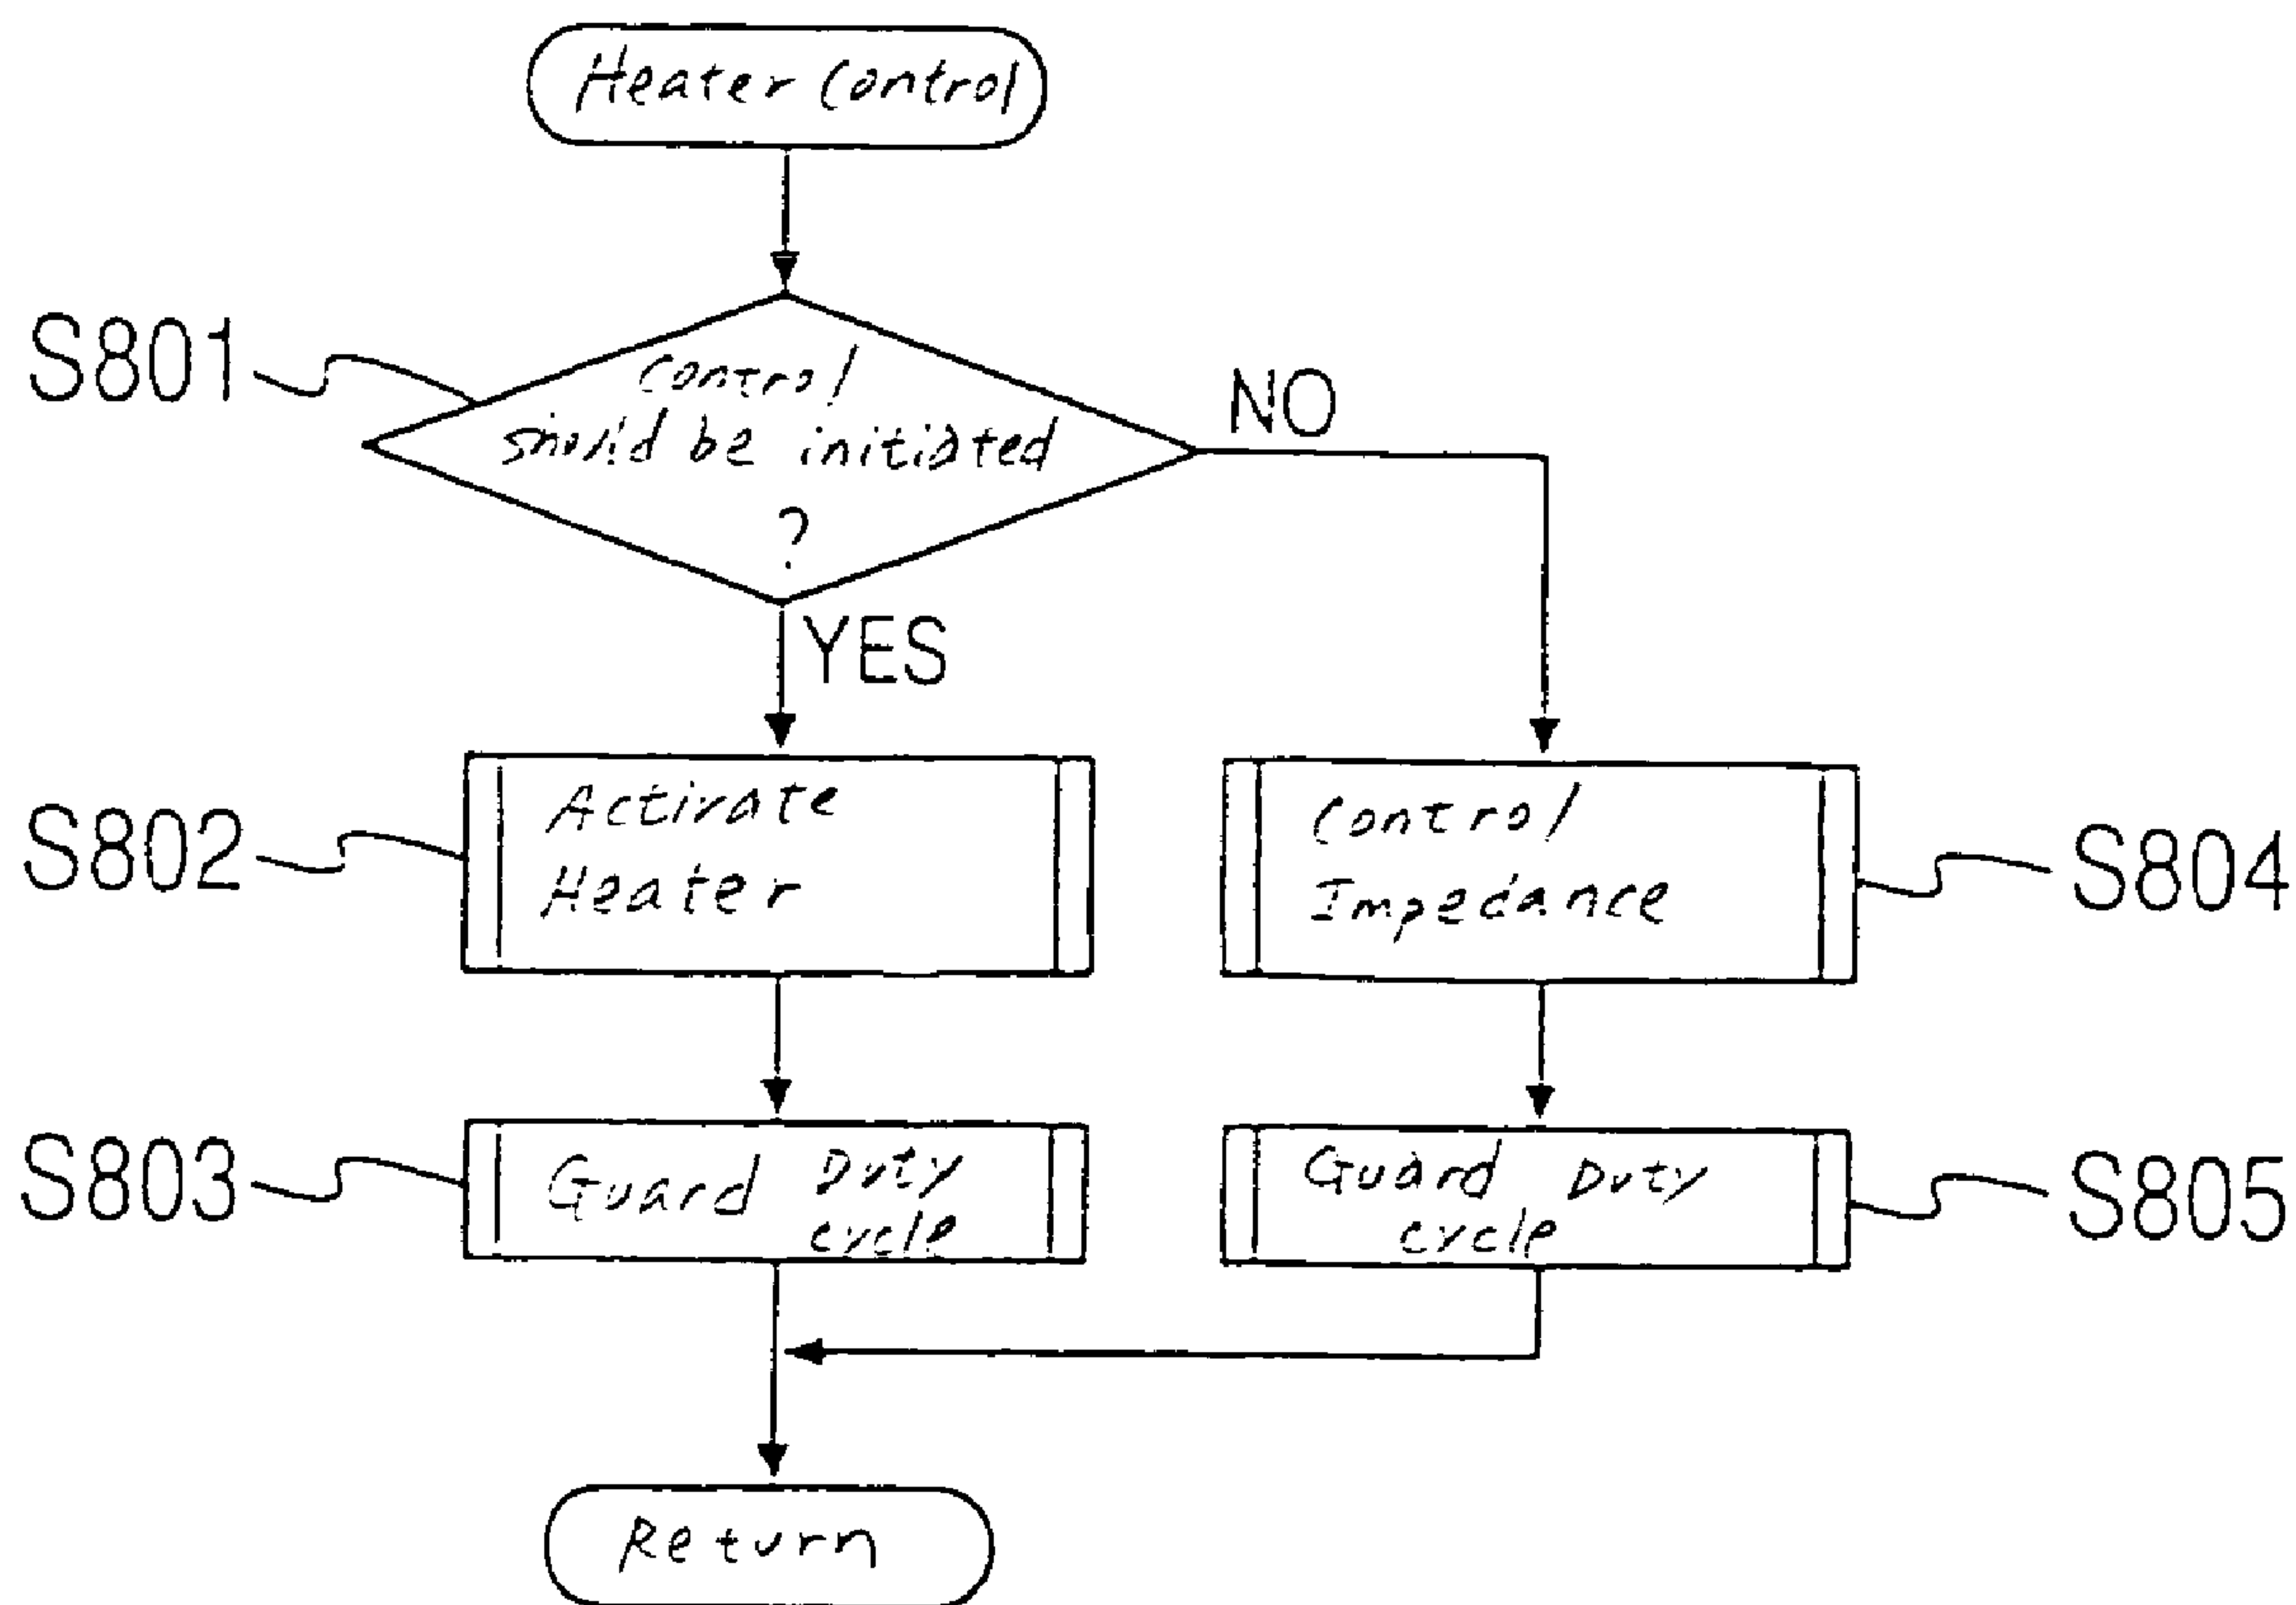 Heater Control
S801
Control
should be initiated
?
NO
YES
S802
Activate
Heater
Control
Impedance
S804
S803
Guard Duty
cycle
Guard Duty
cycle
S805
Return